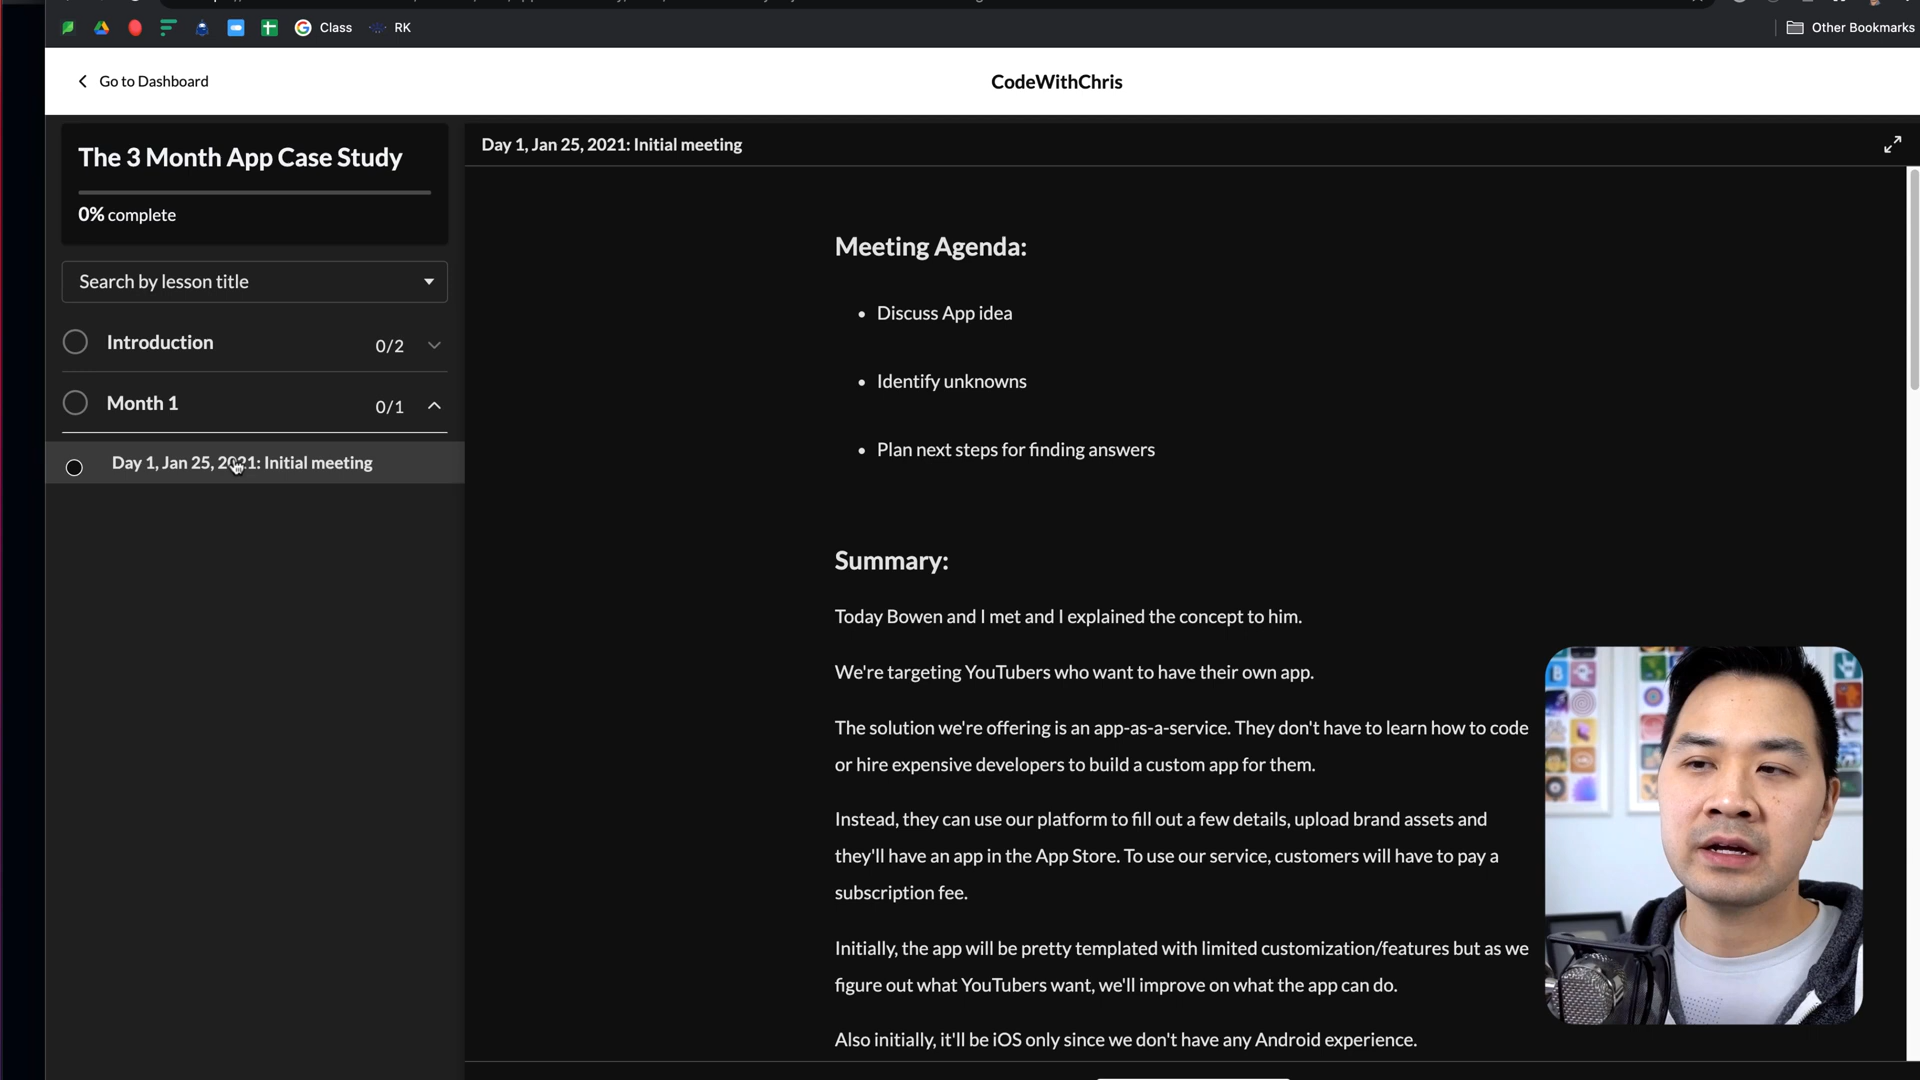 Class
RK
Other Bookmarks
Go to Dashboard
CodeWithChris
The 3 Month App Case Study
0% complete
Search by lesson title
Introduction
0/2
Month 1
0/1
Day 1, Jan 25, 2021: Initial meeting
Day 1, Jan 25, 2021: Initial meeting
Meeting Agenda:
• Discuss App idea
• Identify unknowns
• Plan next steps for finding answers
Summary:
Today Bowen and I met and I explained the concept to him.
We're targeting YouTubers who want to have their own app.
The solution we're offering is an app-as-a-service. They don't have to learn how to code
or hire expensive developers to build a custom app for them.
Instead, they can use our platform to fill out a few details, upload brand assets and
they'll have an app in the App Store. To use our service, customers will have to pay a
subscription fee.
Initially, the app will be pretty templated with limited customization/features but as we
figure out what YouTubers want, we'll improve on what the app can do.
Also initially, it'll be iOS only since we don't have any Android experience.